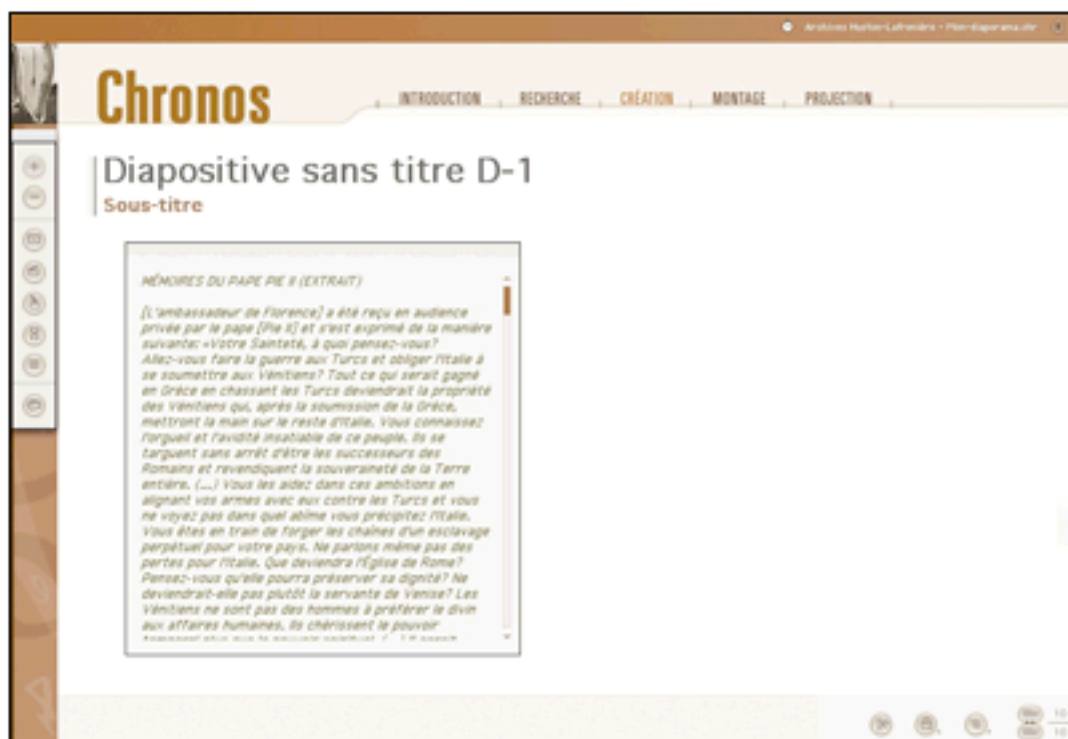 Archives Hunter-Lafrenière - Mon-diaporama.chr
Chronos
INTRODUCTION RECHERCHE CRÉATION MONTAGE PROJECTION
Diapositive sans titre D-1
Sous-titre
MÉMOIRES DU PAPE PIE II (EXTRAIT)
[L'ambassadeur de Florence] a été reçu en audience
privée par le pape [Pie II] et s'est exprimé de la manière
suivante: «Votre Sainteté, à quoi pensez-vous?
Allez-vous faire la guerre aux Turcs et obliger l'Italie à
se soumettre aux Vénitiens? Tout ce qui serait gagné
en Grèce en chassant les Turcs deviendrait la propriété
des Vénitiens qui, après la soumission de la Grèce,
mettront la main sur le reste d'Italie. Vous connaissez
l'orgueil et l'avidité insatiable de ce peuple. Ils se
targuent sans arrêt d'être les successeurs des
Romains et revendiquent la souveraineté de la Terre
entière. (...) Vous les aidez dans ces ambitions en
alignant vos armes avec eux contre les Turcs et vous
ne voyez pas dans quel abîme vous précipitez l'Italie.
Vous êtes en train de forger les chaînes d'un esclavage
perpétuel pour votre pays. Ne parlons même pas des
pertes pour l'Italie. Que deviendra l'Église de Rome?
Pensez-vous qu'elle pourra préserver sa dignité? Ne
deviendrait-elle pas plutôt la servante de Venise? Les
Vénitiens ne sont pas des hommes à préférer le divin
aux affaires humaines. Ils chérissent le pouvoir